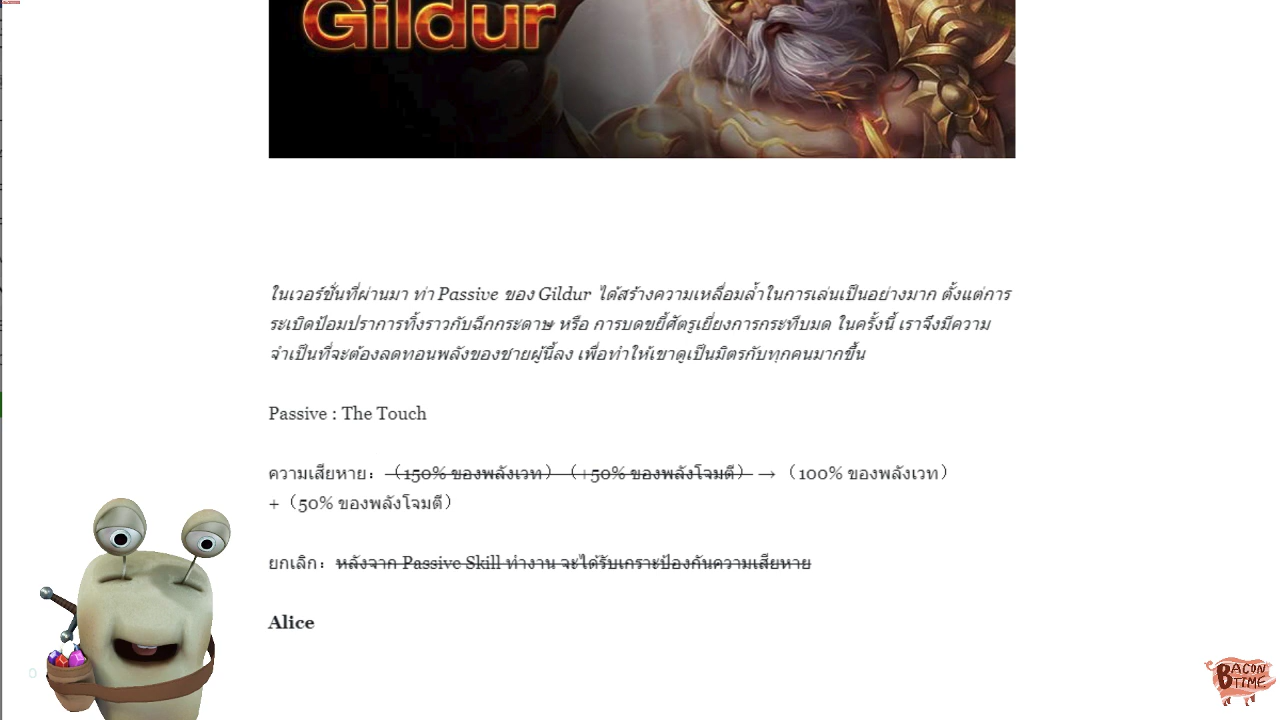 Gildur
ในเวอร์ชั่นที่ผ่านมา ท่า Passive ของ Gildur ได้สร้างความเหลื่อมล้ำในการเล่นเป็นอย่างมาก ตั้งแต่การ
ระเบิดป้อมปราการทิ้งราวกับฉีกกระดาษ หรือ การบดขยี้ศัตรูเยี่ยงการกระทืบมด ในครั้งนี้ เราจึงมีความ
จำเป็นที่จะต้องลดทอนพลังของชายผู้นี้ลง เพื่อทำให้เขาดูเป็นมิตรกับทุกคนมากขึ้น
Passive : The Touch
ความเสียหาย： （150% ของพลังเวท）（+50% ของพลังโจมตี） → （100% ของพลังเวท）
+（50% ของพลังโจมตี）
ยกเลิก： หลังจาก Passive Skill ทำงาน จะได้รับเกราะป้องกันความเสียหาย
Alice
0
BACON
TIME